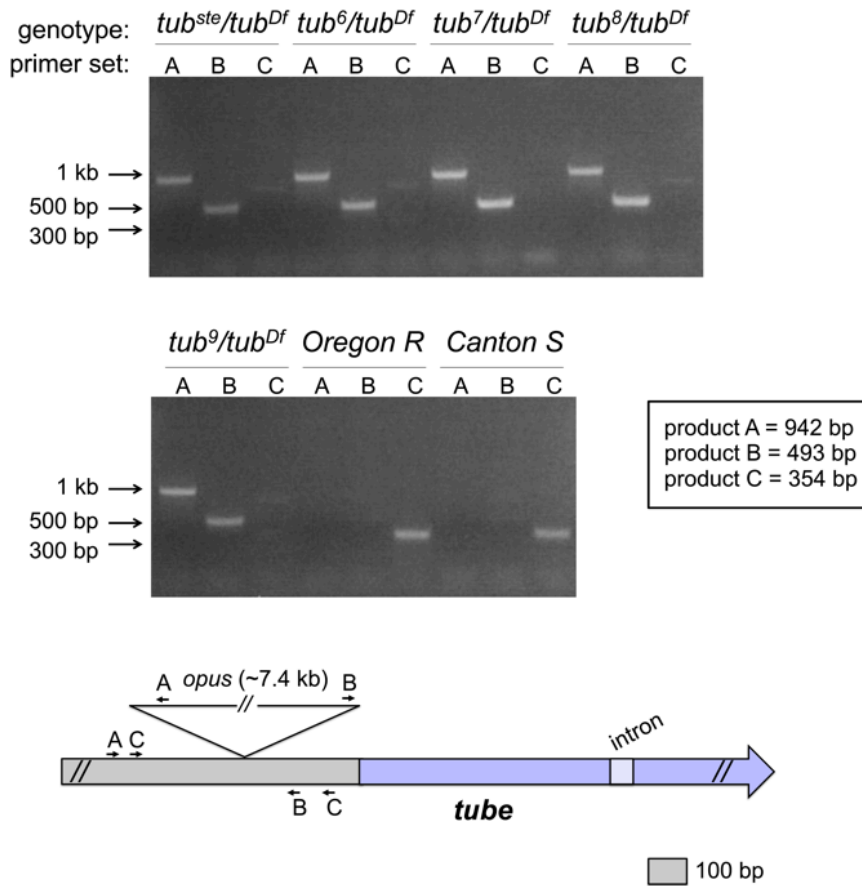 genotype: tubˢᵗᵉ/tubᴰᶠ tub⁶/tubᴰᶠ tub⁷/tubᴰᶠ tub⁸/tubᴰᶠ
primer set: A B C A B C A B C A B C
1 kb →
500 bp →
300 bp →
tub⁹/tubᴰᶠ Oregon R Canton S
A B C A B C A B C
1 kb →
500 bp →
300 bp →
product A = 942 bp
product B = 493 bp
product C = 354 bp
A opus (~7.4 kb) B
A C
intron
B C
tube
100 bp